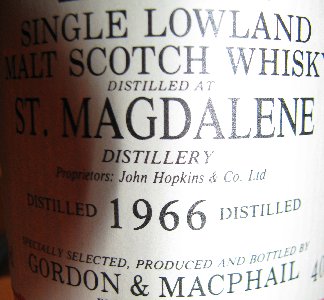 SINGLE LOWLAND
MALT SCOTCH WHISKY
DISTILLED AT
ST. MAGDALENE
DISTILLERY
Proprietors: John Hopkins & Co. Ltd
DISTILLED 1966 DISTILLED
SPECIALLY SELECTED, PRODUCED AND BOTTLED BY
GORDON & MACPHAIL 40